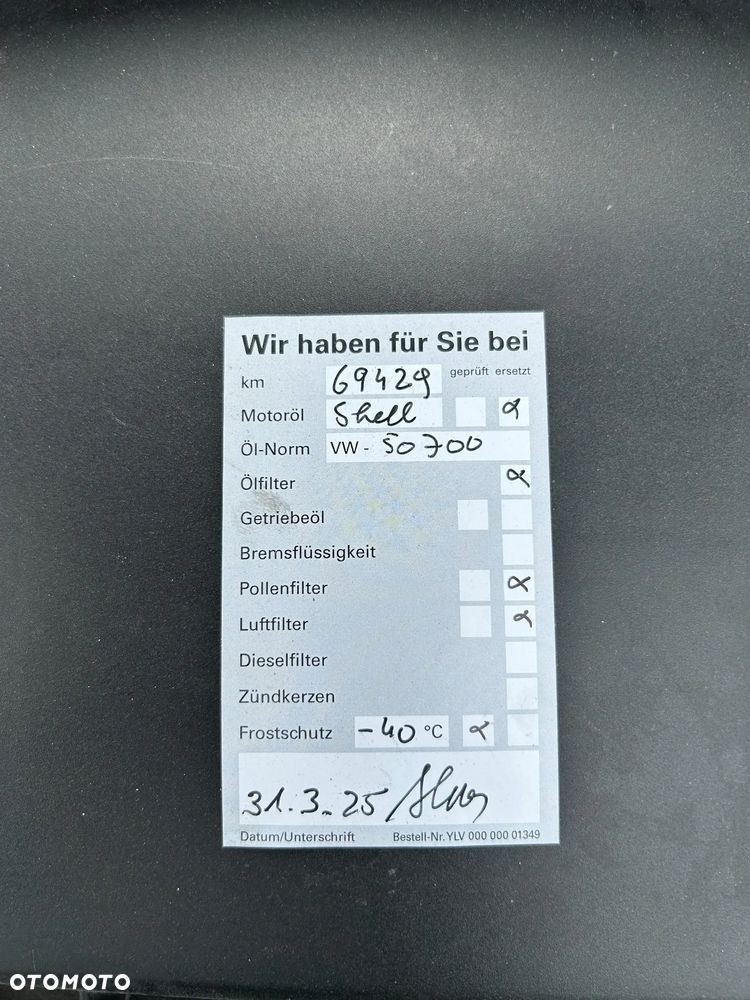 Wir haben für Sie bei
km 69429 geprüft ersetzt
Motoröl Shell
Öl-Norm VW - 50700
Ölfilter
Getriebeöl
Bremsflüssigkeit
Pollenfilter
Luftfilter
Dieselfilter
Zündkerzen
Frostschutz -40 °C
31.3.25
Datum/Unterschrift Bestell-Nr. YLV 000 000 01349
OTOMOTO